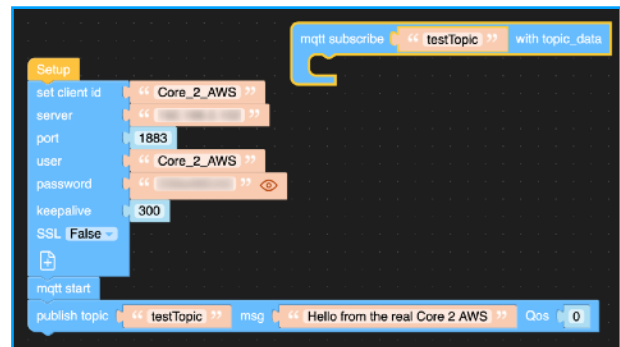 mqtt subscribe “ testTopic ” with topic_data
Setup
set client id “ Core_2_AWS ”
server “ ”
port 1883
user “ Core_2_AWS ”
password “ ”
keepalive 300
SSL False
mqtt start
publish topic “ testTopic ” msg “ Hello from the real Core 2 AWS ” Qos 0